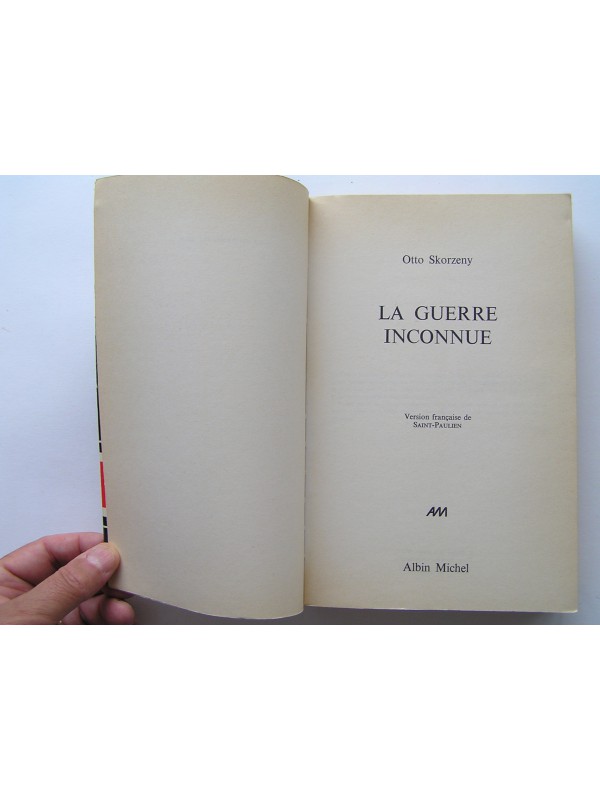 Otto Skorzeny
LA GUERRE
INCONNUE
Version française de
SAINT-PAULIEN
AM
Albin Michel